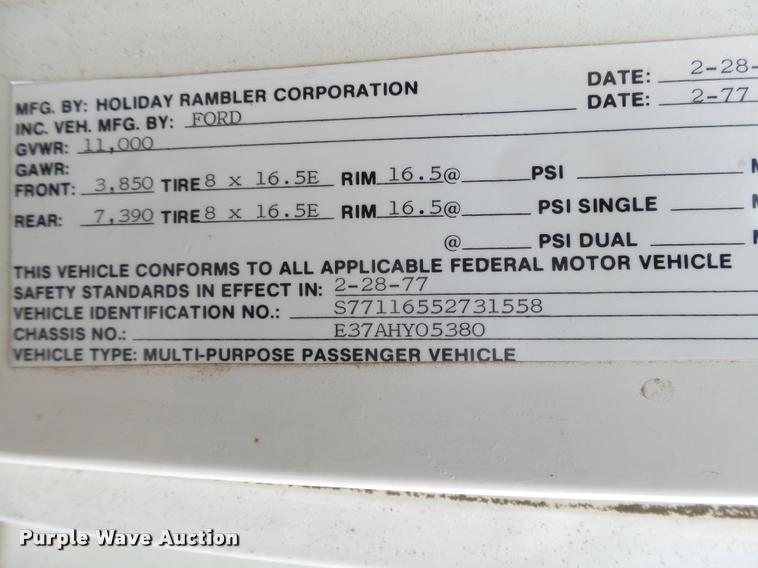 MFG. BY: HOLIDAY RAMBLER CORPORATION DATE: 2-28-
INC. VEH. MFG. BY: FORD DATE: 2-77
GVWR: 11,000
GAWR:
FRONT: 3,850 TIRE 8 x 16.5E RIM 16.5@ PSI
REAR: 7,390 TIRE 8 x 16.5E RIM 16.5@ PSI SINGLE
@ PSI DUAL
THIS VEHICLE CONFORMS TO ALL APPLICABLE FEDERAL MOTOR VEHICLE
SAFETY STANDARDS IN EFFECT IN: 2-28-77
VEHICLE IDENTIFICATION NO.: S77116552731558
CHASSIS NO.: E37AHY05380
VEHICLE TYPE: MULTI-PURPOSE PASSENGER VEHICLE
Purple Wave Auction